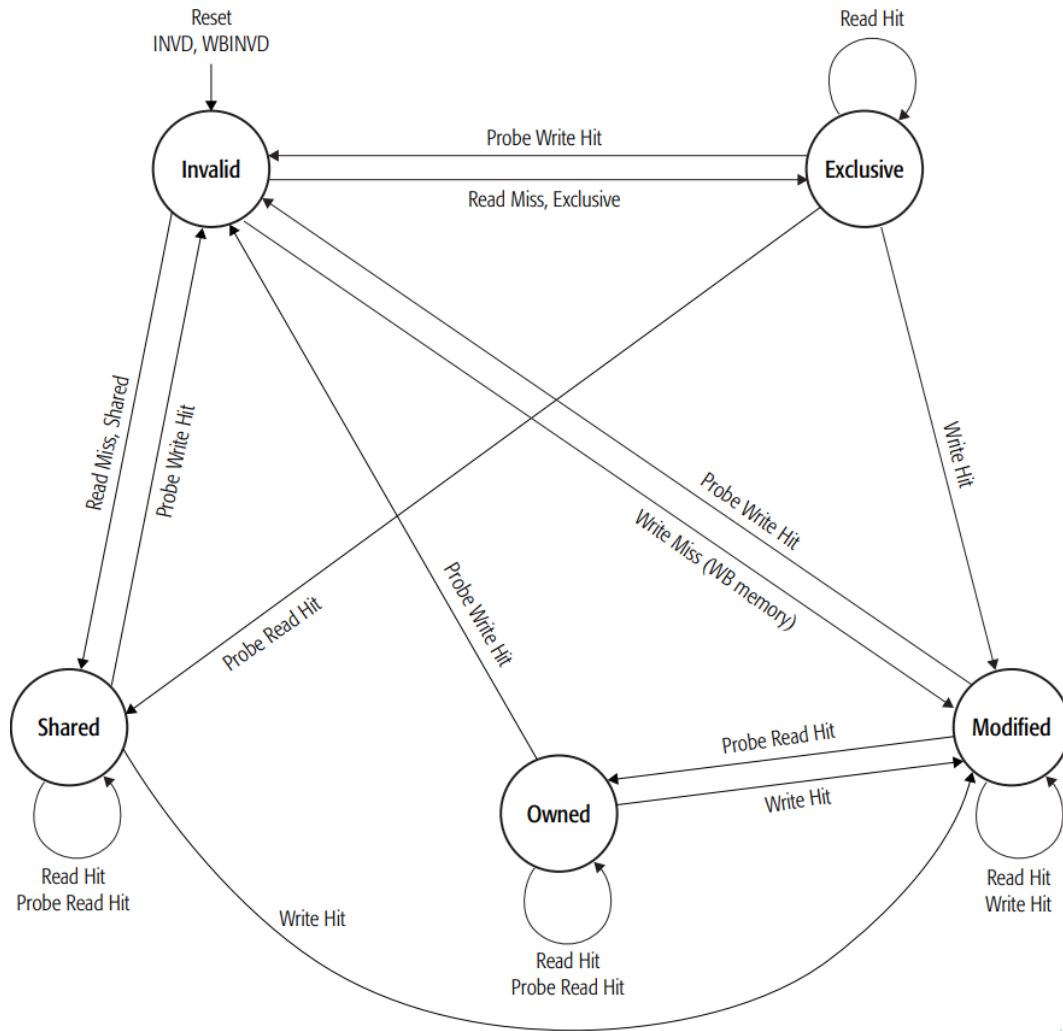 Reset
INVD, WBINVD
Read Hit
Invalid
Probe Write Hit
Exclusive
Read Miss, Exclusive
Read Miss, Shared
Probe Write Hit
Write Hit
Probe Write Hit
Write Miss (WB memory)
Probe Write Hit
Probe Read Hit
Shared
Probe Read Hit
Modified
Owned
Write Hit
Read Hit
Probe Read Hit
Write Hit
Read Hit
Probe Read Hit
Read Hit
Write Hit